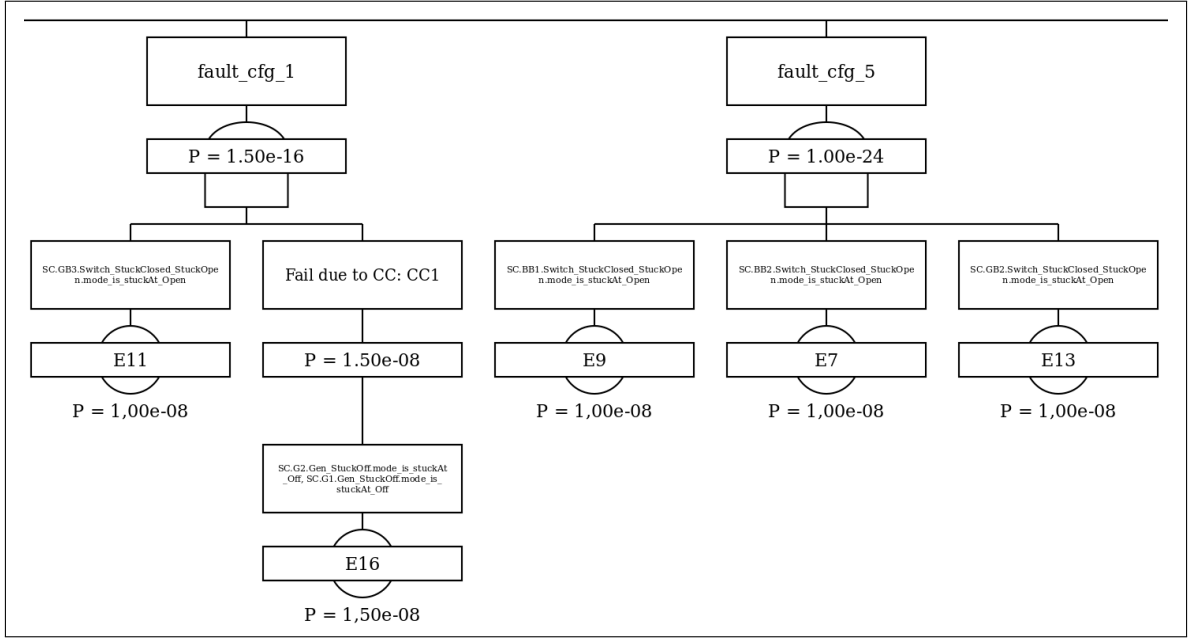 fault_cfg_1
fault_cfg_5
P = 1.50e-16
P = 1.00e-24
SC.GB3.Switch_StuckClosed_StuckOpe
n.mode_is_stuckAt_Open
Fail due to CC: CC1
SC.BB1.Switch_StuckClosed_StuckOpe
n.mode_is_stuckAt_Open
SC.BB2.Switch_StuckClosed_StuckOpe
n.mode_is_stuckAt_Open
SC.GB2.Switch_StuckClosed_StuckOpe
n.mode_is_stuckAt_Open
E11
P = 1.50e-08
E9
E7
E13
P = 1,00e-08
P = 1,00e-08
P = 1,00e-08
P = 1,00e-08
SC.G2.Gen_StuckOff.mode_is_stuckAt
_Off, SC.G1.Gen_StuckOff.mode_is_
stuckAt_Off
E16
P = 1,50e-08